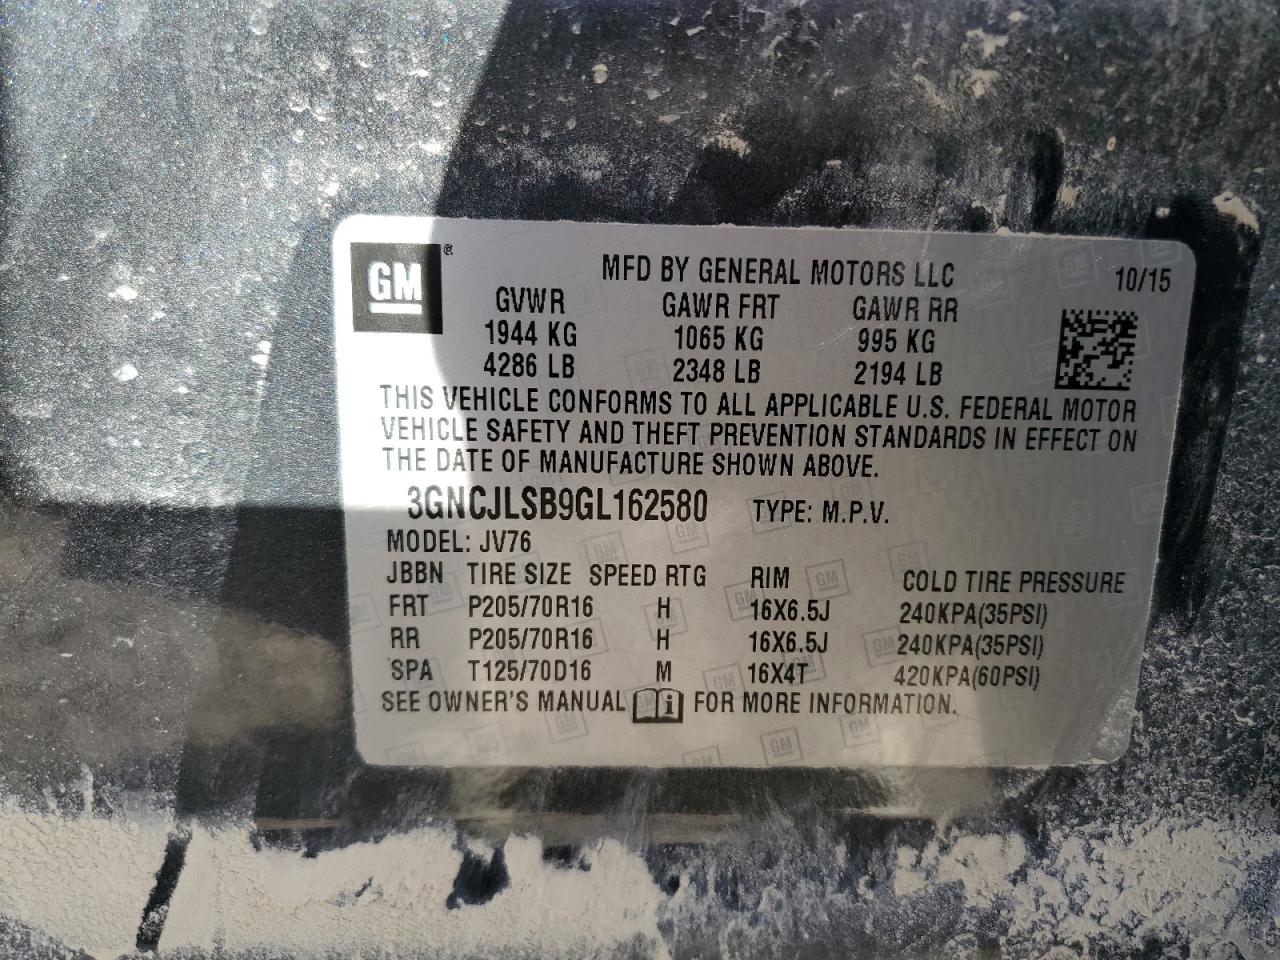 GM ®
MFD BY GENERAL MOTORS LLC 10/15
GVWR GAWR FRT GAWR RR
1944 KG 1065 KG 995 KG
4286 LB 2348 LB 2194 LB
THIS VEHICLE CONFORMS TO ALL APPLICABLE U.S. FEDERAL MOTOR
VEHICLE SAFETY AND THEFT PREVENTION STANDARDS IN EFFECT ON
THE DATE OF MANUFACTURE SHOWN ABOVE.
3GNCJLSB9GL162580 TYPE: M.P.V.
MODEL: JV76
JBBN TIRE SIZE SPEED RTG RIM COLD TIRE PRESSURE
FRT P205/70R16 H 16X6.5J 240KPA(35PSI)
RR P205/70R16 H 16X6.5J 240KPA(35PSI)
SPA T125/70D16 M 16X4T 420KPA(60PSI)
SEE OWNER'S MANUAL i FOR MORE INFORMATION.